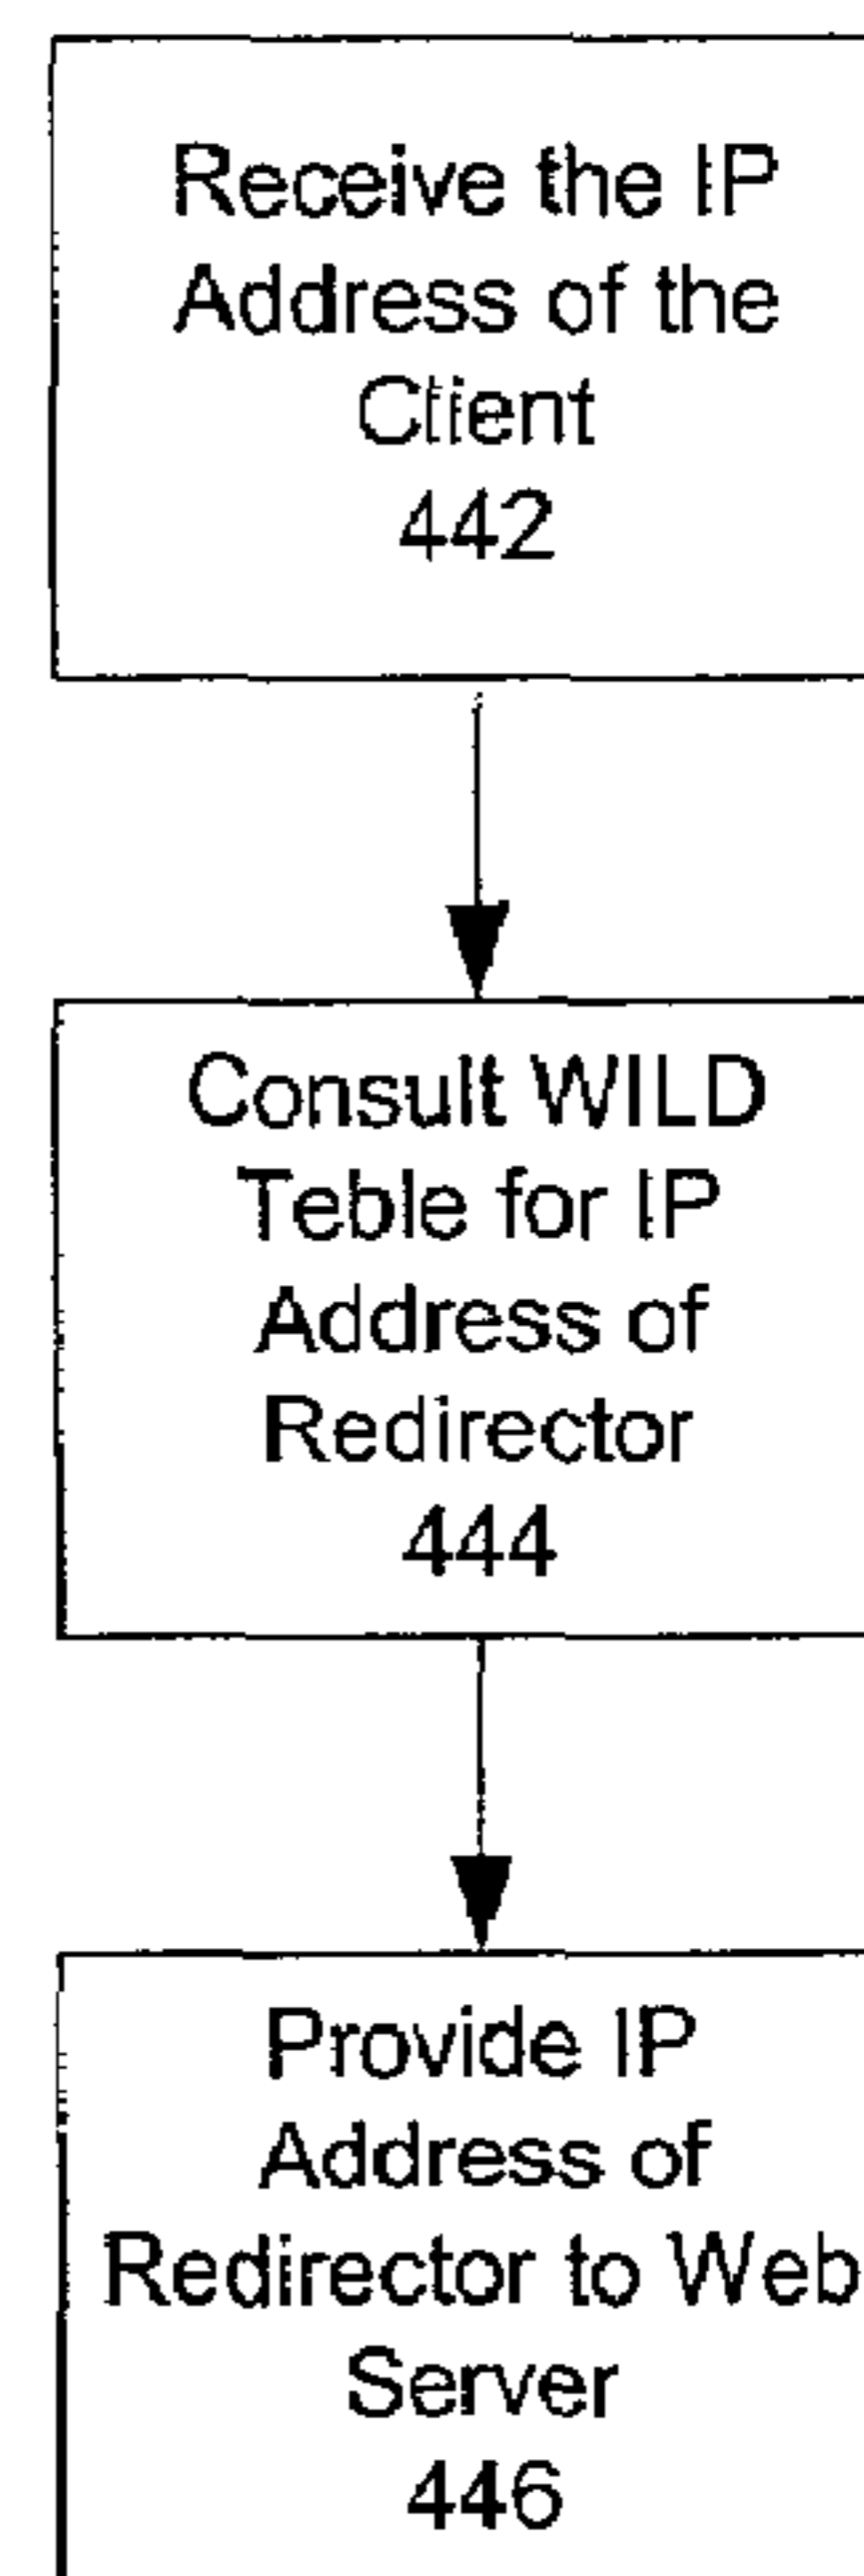 Receive the IP
Address of the
Client
442
Consult WILD
Teble for IP
Address of
Redirector
444
Provide IP
Address of
Redirector to Web
Server
446